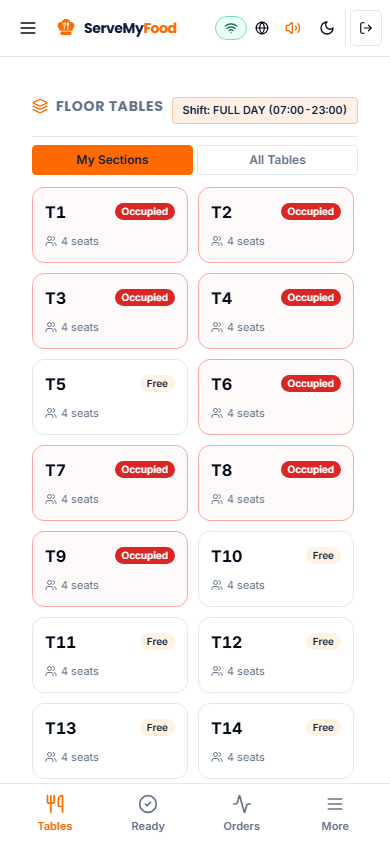 ServeMyFood
FLOOR TABLES
Shift: FULL DAY (07:00-23:00)
My Sections
All Tables
T1
Occupied
4 seats
T2
Occupied
4 seats
T3
Occupied
4 seats
T4
Occupied
4 seats
T5
Free
4 seats
T6
Occupied
4 seats
T7
Occupied
4 seats
T8
Occupied
4 seats
T9
Occupied
4 seats
T10
Free
4 seats
T11
Free
4 seats
T12
Free
4 seats
T13
Free
4 seats
T14
Free
4 seats
Tables
Ready
Orders
More